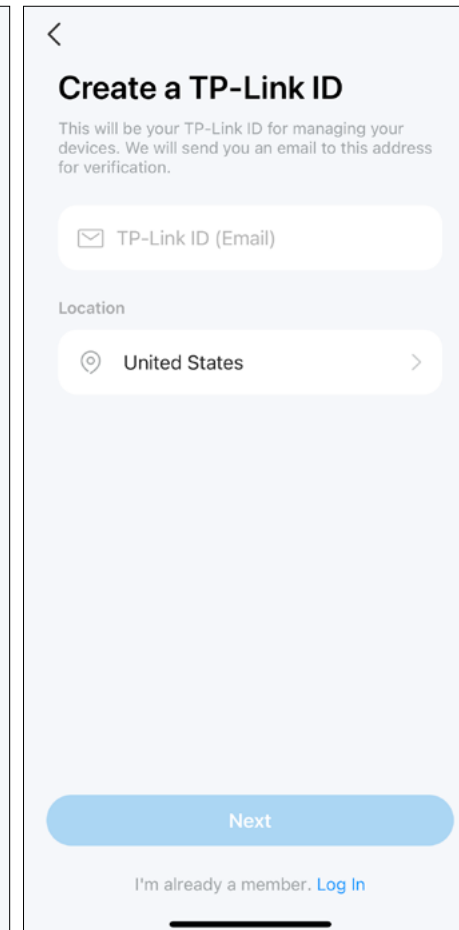 Create a TP-Link ID
This will be your TP-Link ID for managing your
devices. We will send you an email to this address
for verification.
TP-Link ID (Email)
Location
United States
Next
I'm already a member. Log In